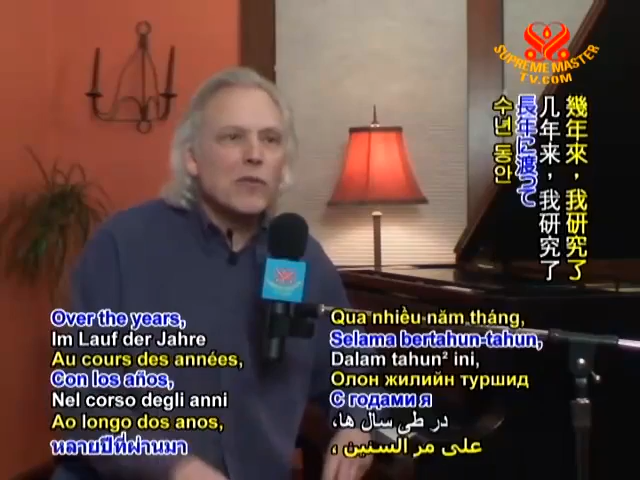 SUPREME MASTER
TV.COM
幾年來，我研究了
几年来，我研究了
長年に渡って
수년 동안
Over the years,
Im Lauf der Jahre
Au cours des années,
Con los años,
Nel corso degli anni
Ao longo dos anos,
หลายปีที่ผ่านมา
Qua nhiều năm tháng,
Selama bertahun-tahun,
Dalam tahun² ini,
Олон жилийн туршид
С годами я
در طی سال ها،
على مر السنين ،